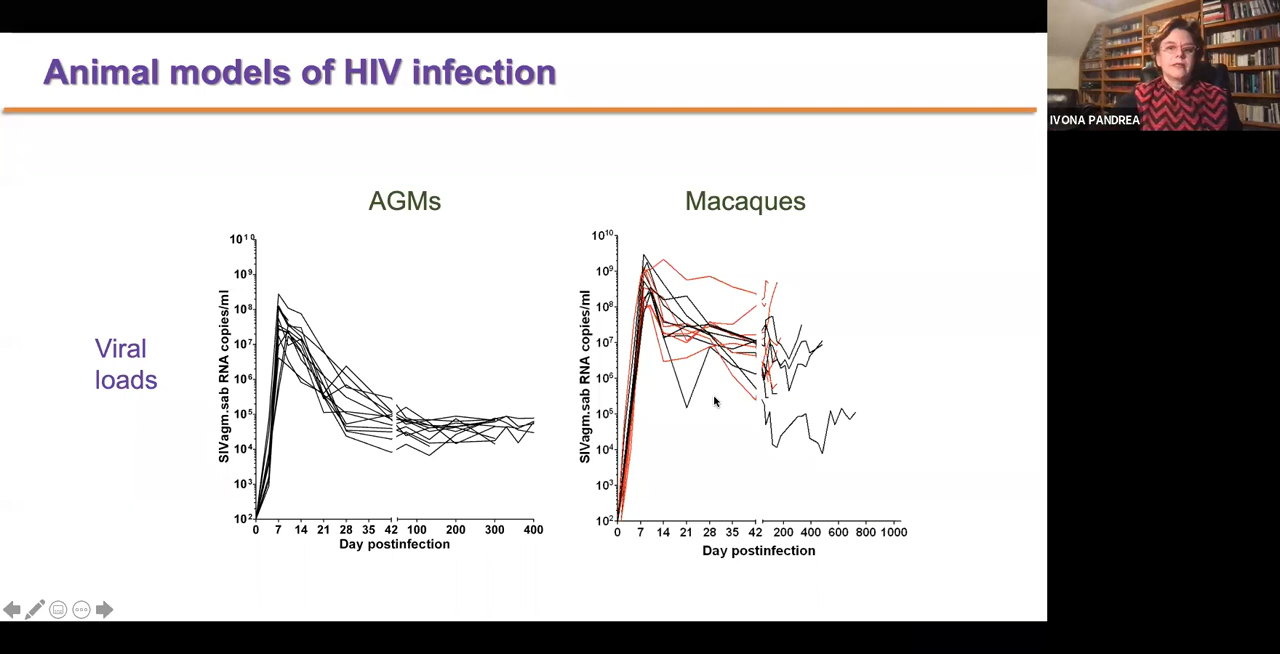 Animal models of HIV infection
IVONA PANDREA
AGMs
Macaques
Viral
loads
SIVagm.sab RNA copies/ml
10¹⁰
10⁹
10⁸
10⁷
10⁶
10⁵
10⁴
10³
10²
0 7 14 21 28 35 42 100 200 300 400
Day postinfection
SIVagm.sab RNA copies/ml
10¹⁰
10⁹
10⁸
10⁷
10⁶
10⁵
10⁴
10³
10²
0 7 14 21 28 35 42 200 400 600 800 1000
Day postinfection